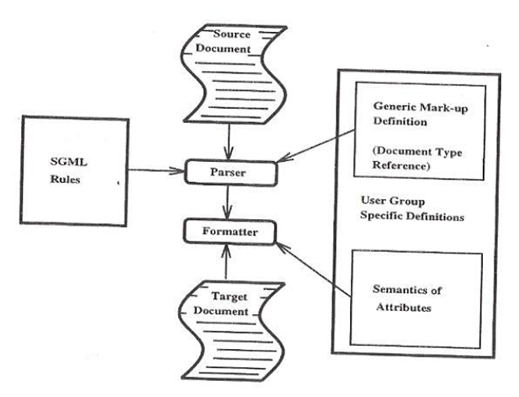 Source
Document
Generic Mark-up
Definition
(Document Type
Reference)
SGML
Rules
Parser
User Group
Specific Definitions
Formatter
Semantics of
Attributes
Target
Document